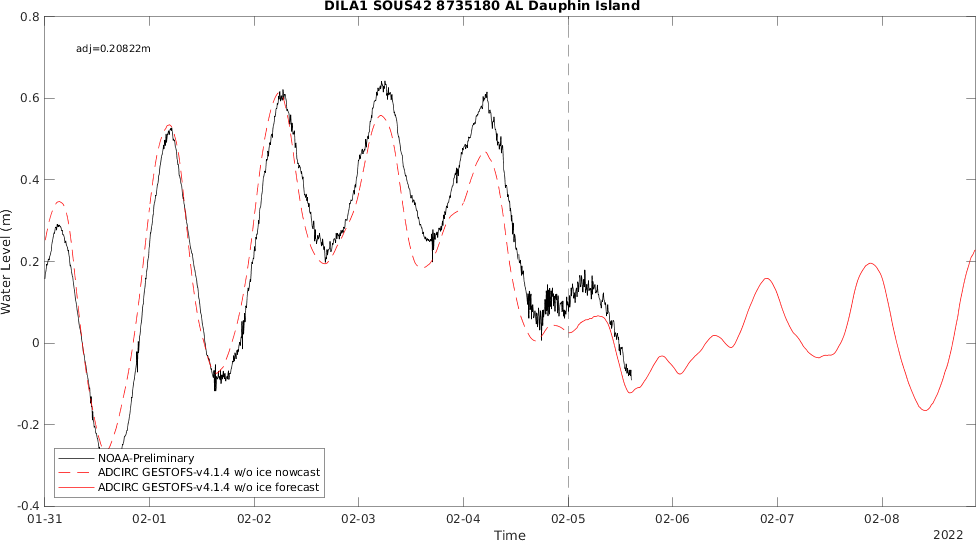 DILA1 SOUS42 8735180 AL Dauphin Island
adj=0.20822m
0.8
0.6
0.4
0.2
0
-0.2
-0.4
Water Level (m)
NOAA-Preliminary
ADCIRC GESTOFS-v4.1.4 w/o ice nowcast
ADCIRC GESTOFS-v4.1.4 w/o ice forecast
01-31 02-01 02-02 02-03 02-04 02-05 02-06 02-07 02-08
Time
2022